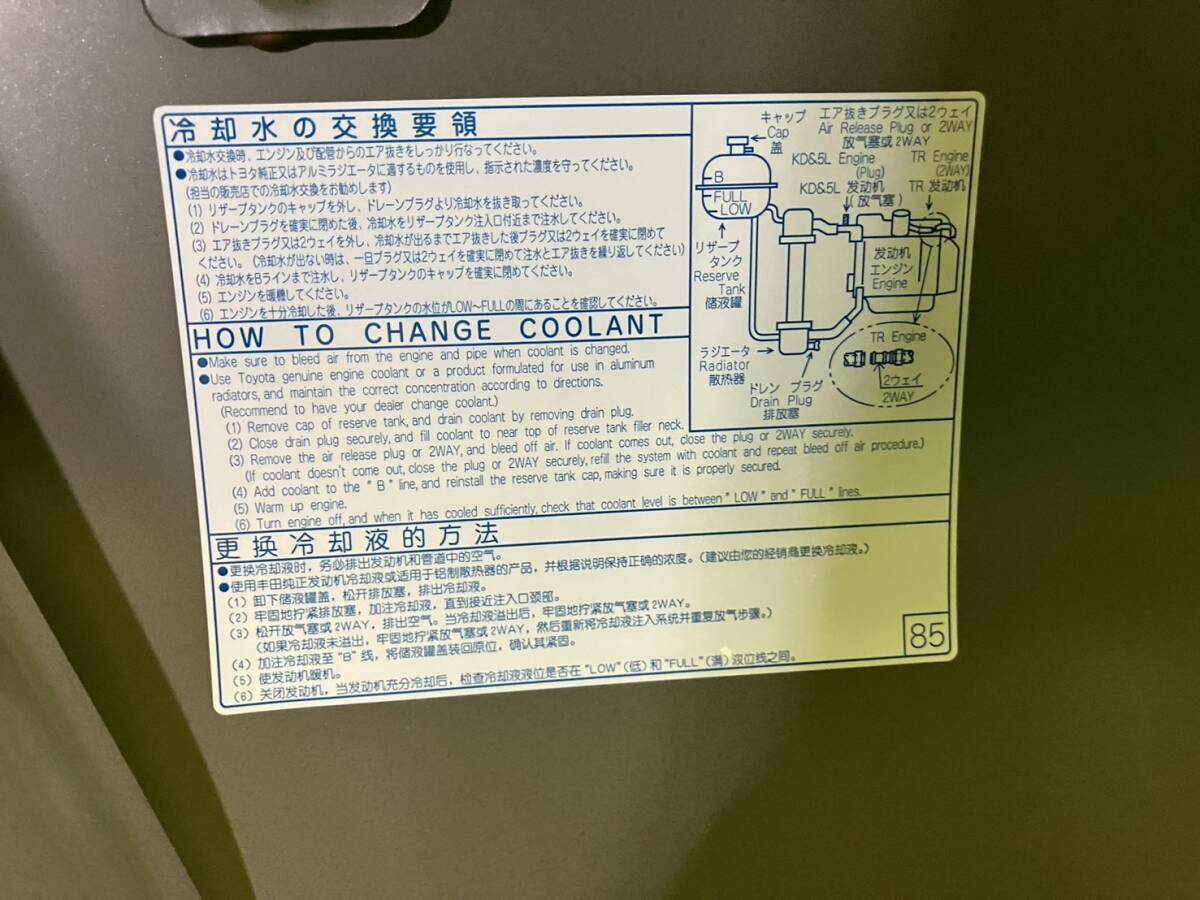 冷却水の交換要領
●冷却水交換時、エンジン及び配管からのエア抜きをしっかり行なってください。
●冷却水はトヨタ純正又はアルミラジエータに適するものを使用し、指示された濃度を守ってください。
(担当の販売店での冷却水交換をお勧めします)
(1) リザーブタンクのキャップを外し、ドレーンプラグより冷却水を抜き取ってください。
(2) ドレーンプラグを確実に閉めた後、冷却水をリザーブタンク注入口付近まで注水してください。
(3) エア抜きプラグ又は2ウェイを外し、冷却水が出るまでエア抜きした後プラグ又は2ウェイを確実に閉めて
ください。(冷却水が出ない時は、一旦プラグ又は2ウェイを確実に閉めて注水とエア抜きを繰り返してください)
(4) 冷却水をBラインまで注水し、リザーブタンクのキャップを確実に閉めてください。
(5) エンジンを暖機してください。
(6) エンジンを十分冷却した後、リザーブタンクの水位がLOW〜FULLの間にあることを確認してください。
キャップ
Cap
盖
エア抜きプラグ又は2ウェイ
Air Release Plug or 2WAY
放气塞或2WAY
KD&5L Engine
(Plug)
KD&5L 发动机
(放气塞)
TR Engine
(2WAY)
TR 发动机
B
FULL
LOW
リザーブ
タンク
Reserve
Tank
储液罐
发动机
エンジン
Engine
ラジエータ
Radiator
散热器
ドレン プラグ
Drain Plug
排放塞
TR Engine
2ウェイ
2WAY
HOW TO CHANGE COOLANT
●Make sure to bleed air from the engine and pipe when coolant is changed.
●Use Toyota genuine engine coolant or a product formulated for use in aluminum
radiators, and maintain the correct concentration according to directions.
(Recommend to have your dealer change coolant.)
(1) Remove cap of reserve tank, and drain coolant by removing drain plug.
(2) Close drain plug securely, and fill coolant to near top of reserve tank filler neck.
(3) Remove the air release plug or 2WAY, and bleed off air. If coolant comes out, close the plug or 2WAY securely.
(If coolant doesn't come out, close the plug or 2WAY securely, refill the system with coolant and repeat bleed off air procedure.)
(4) Add coolant to the "B" line, and reinstall the reserve tank cap, making sure it is properly secured.
(5) Warm up engine.
(6) Turn engine off, and when it has cooled sufficiently, check that coolant level is between "LOW" and "FULL" lines.
更换冷却液的方法
●更换冷却液时，务必排出发动机和管道中的空气。
●使用丰田纯正发动机冷却液或适用于铝制散热器的产品，并根据说明保持正确的浓度。(建议由您的经销商更换冷却液。)
(1) 卸下储液罐盖，松开排放塞，排出冷却液。
(2) 牢固地拧紧排放塞，加注冷却液，直到接近注入口颈部。
(3) 松开放气塞或2WAY，排出空气。当冷却液溢出后，牢固地拧紧放气塞或2WAY。
(如果冷却液未溢出，牢固地拧紧放气塞或2WAY，然后重新将冷却液注入系统并重复放气步骤。)
(4) 加注冷却液至"B"线，将储液罐盖装回原位，确认其紧固。
(5) 使发动机暖机。
(6) 关闭发动机，当发动机充分冷却后，检查冷却液液位是否在"LOW"(低)和"FULL"(满)液位线之间。
85